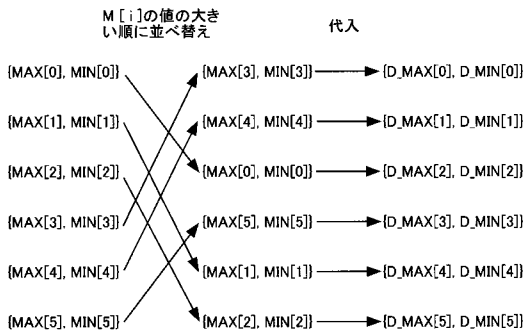 M[i]の値の大き
い順に並べ替え
代入
{MAX[0], MIN[0]} {MAX[3], MIN[3]} {D_MAX[0], D_MIN[0]}
{MAX[1], MIN[1]} {MAX[4], MIN[4]} {D_MAX[1], D_MIN[1]}
{MAX[2], MIN[2]} {MAX[0], MIN[0]} {D_MAX[2], D_MIN[2]}
{MAX[3], MIN[3]} {MAX[5], MIN[5]} {D_MAX[3], D_MIN[3]}
{MAX[4], MIN[4]} {MAX[1], MIN[1]} {D_MAX[4], D_MIN[4]}
{MAX[5], MIN[5]} {MAX[2], MIN[2]} {D_MAX[5], D_MIN[5]}